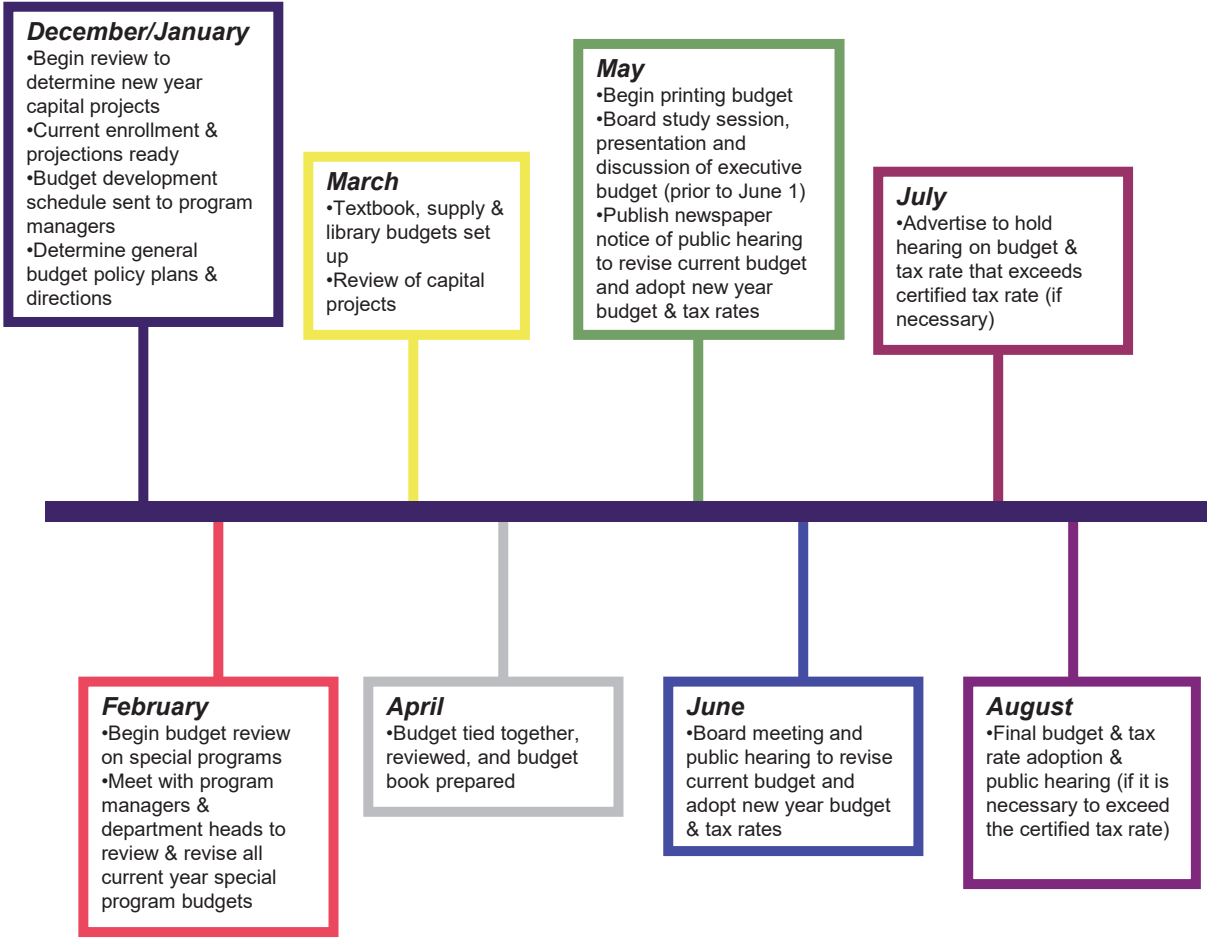 December/January
•Begin review to
determine new year
capital projects
•Current enrollment &
projections ready
•Budget development
schedule sent to program
managers
•Determine general
budget policy plans &
directions
February
•Begin budget review
on special programs
•Meet with program
managers &
department heads to
review & revise all
current year special
program budgets
March
•Textbook, supply &
library budgets set
up
•Review of capital
projects
April
•Budget tied together,
reviewed, and budget
book prepared
May
•Begin printing budget
•Board study session,
presentation and
discussion of executive
budget (prior to June 1)
•Publish newspaper
notice of public hearing
to revise current budget
and adopt new year
budget & tax rates
June
•Board meeting and
public hearing to revise
current budget and
adopt new year budget
& tax rates
July
•Advertise to hold
hearing on budget &
tax rate that exceeds
certified tax rate (if
necessary)
August
•Final budget & tax
rate adoption &
public hearing (if it is
necessary to exceed
the certified tax rate)